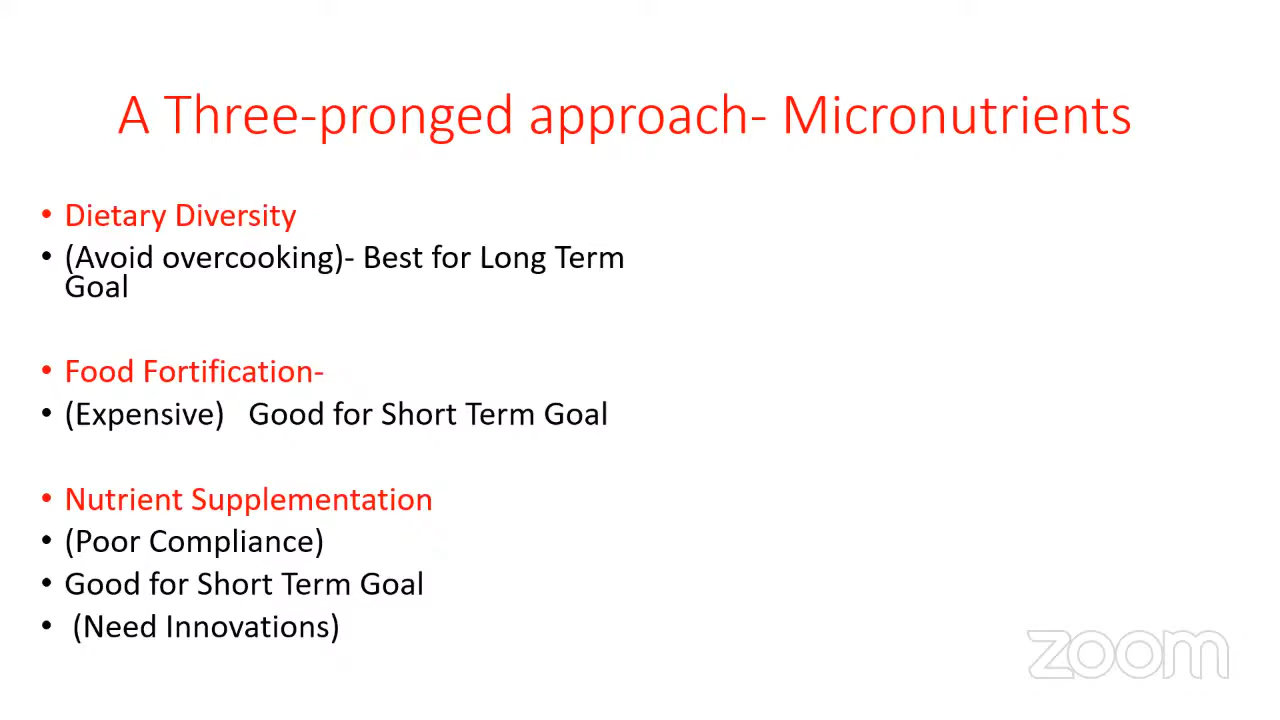 A Three-pronged approach- Micronutrients
• Dietary Diversity
• (Avoid overcooking)- Best for Long Term
Goal
• Food Fortification-
• (Expensive)   Good for Short Term Goal
• Nutrient Supplementation
• (Poor Compliance)
• Good for Short Term Goal
• (Need Innovations)
zoom